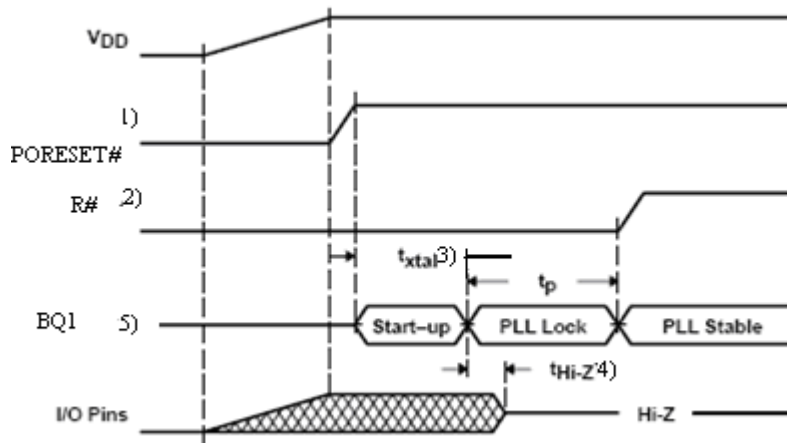 VDD
1)
PORESET#
R# 2)
txtal3)
tp
BQ1 5)
Start-up
PLL Lock
PLL Stable
tHi-Z4)
I/O Pins
Hi-Z